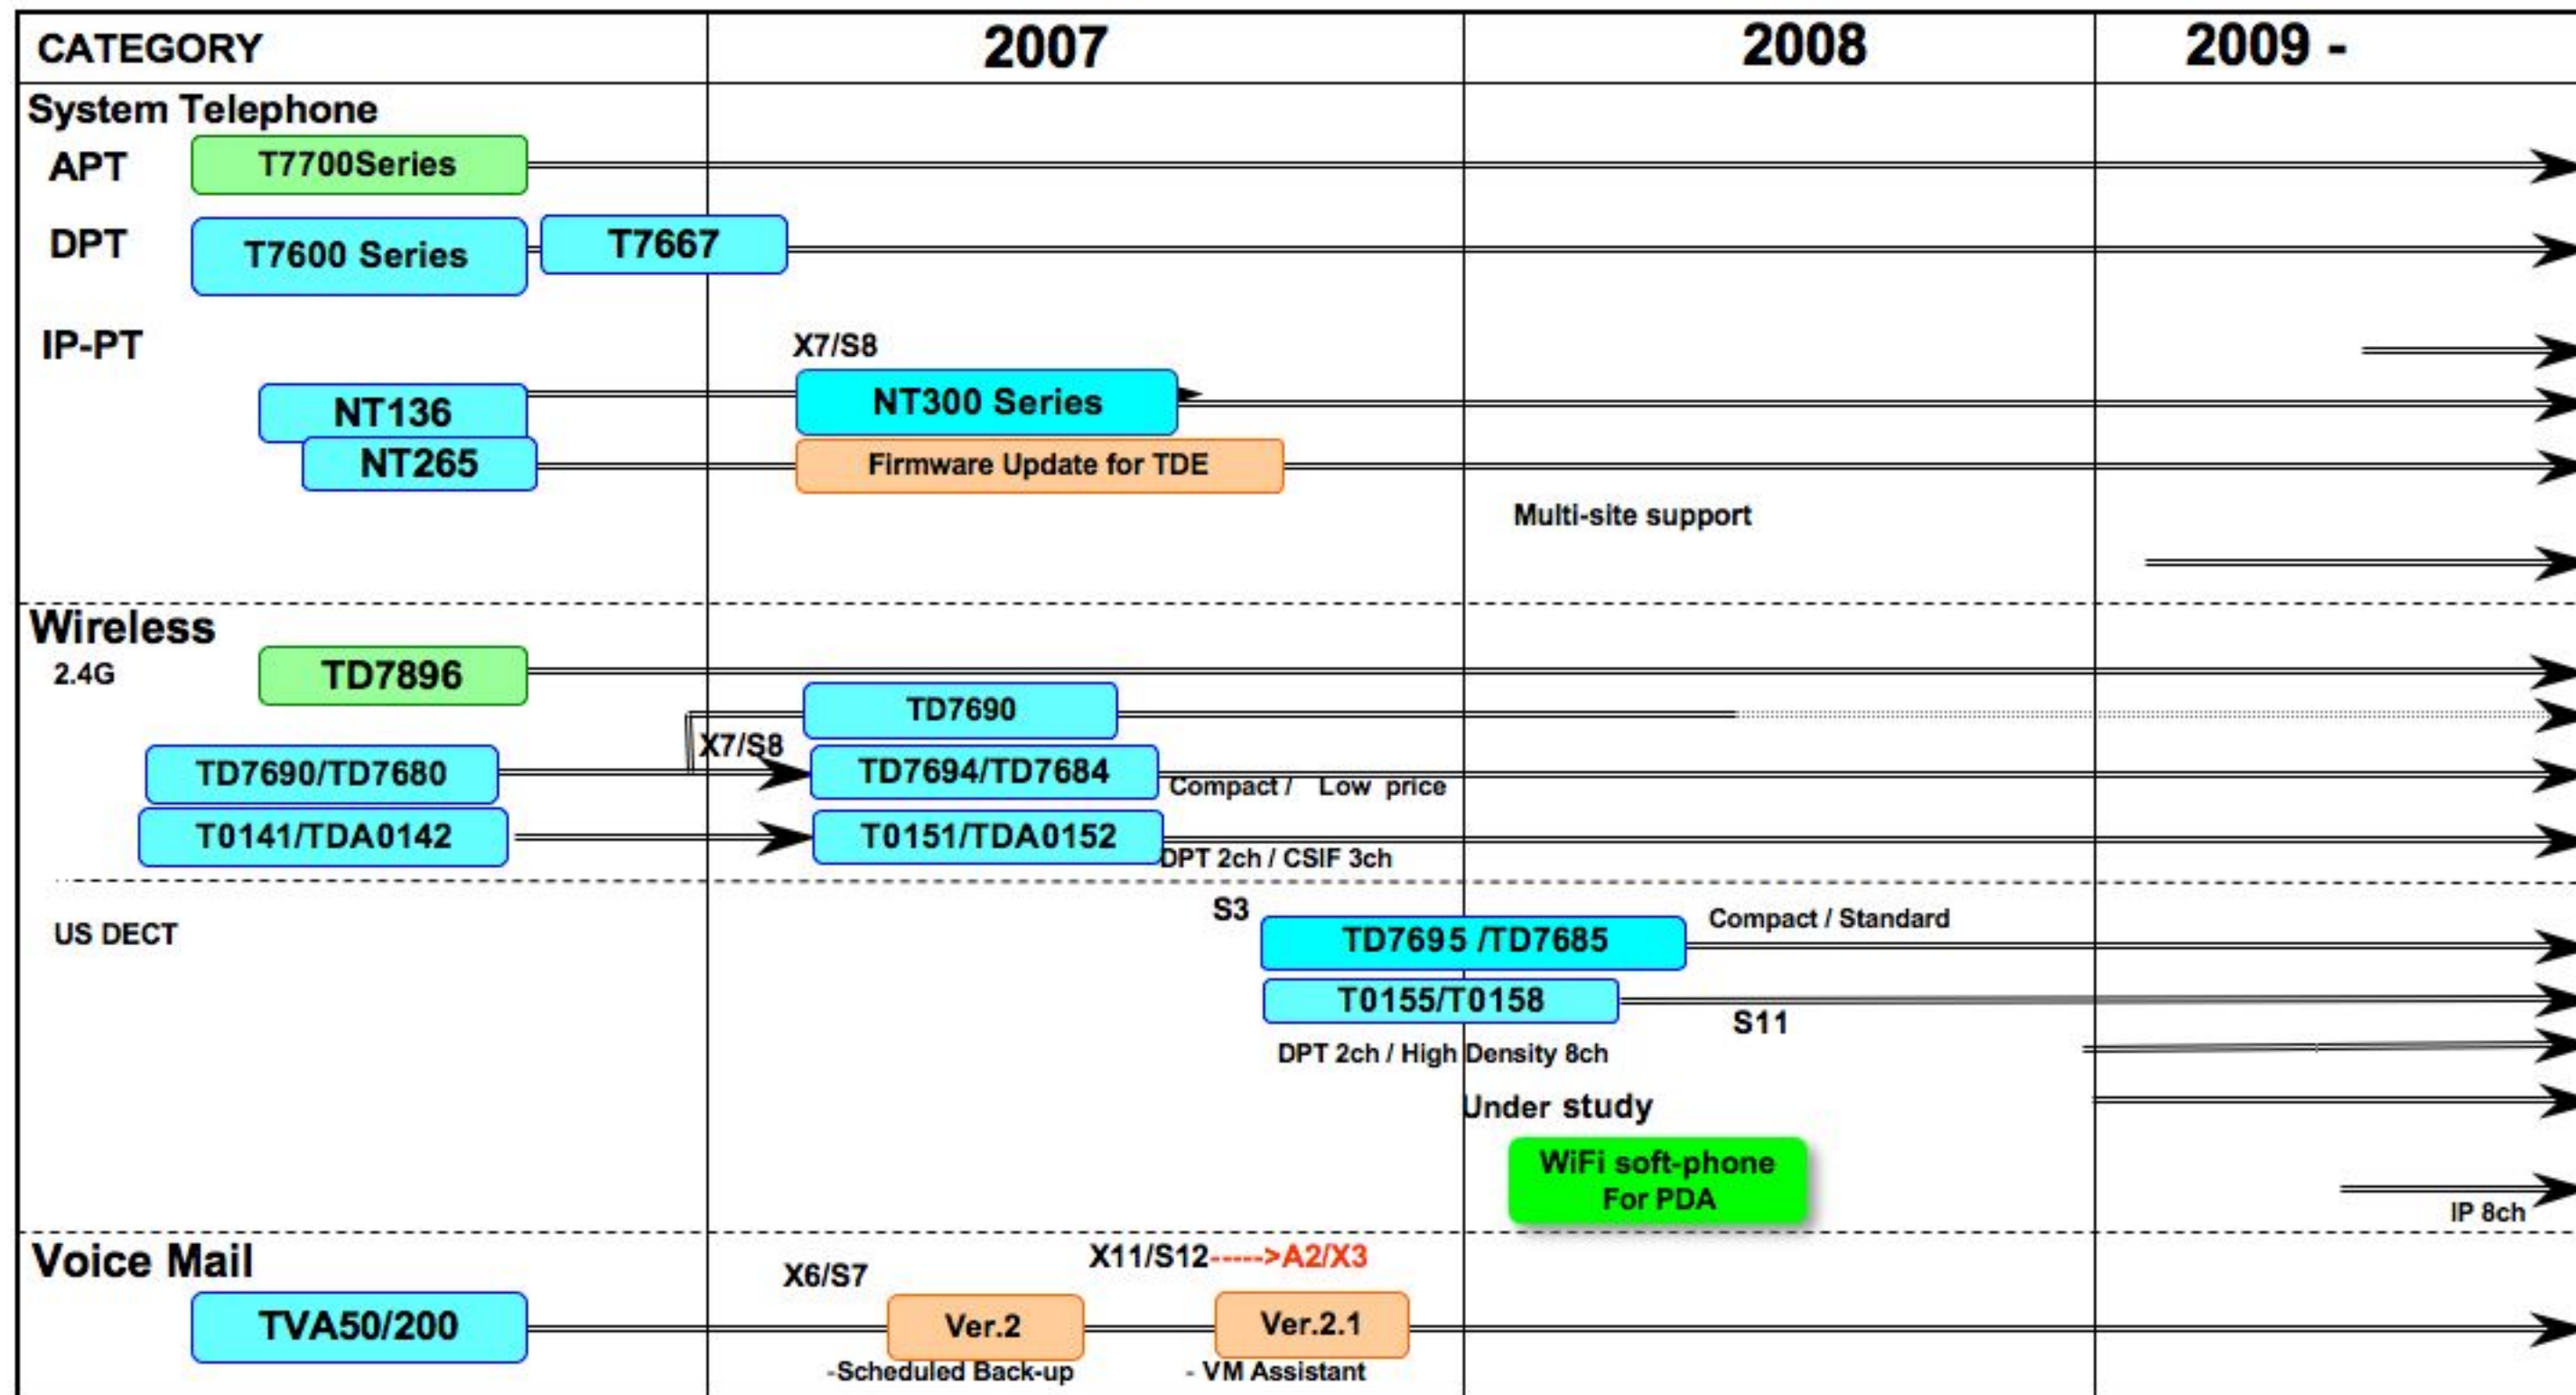 CATEGORY 2007 2008 2009 -
System Telephone
APT T7700Series
DPT T7600 Series T7667
IP-PT
X7/S8
NT136 NT300 Series
NT265 Firmware Update for TDE
Multi-site support
Wireless
2.4G TD7896
TD7690
X7/S8
TD7690/TD7680 TD7694/TD7684
Compact / Low price
T0141/TDA0142 T0151/TDA0152
DPT 2ch / CSIF 3ch
US DECT
S3
TD7695 /TD7685 Compact / Standard
T0155/T0158
S11
DPT 2ch / High Density 8ch
Under study
WiFi soft-phone
For PDA
IP 8ch
Voice Mail
X6/S7 X11/S12----->A2/X3
TVA50/200 Ver.2 Ver.2.1
-Scheduled Back-up - VM Assistant